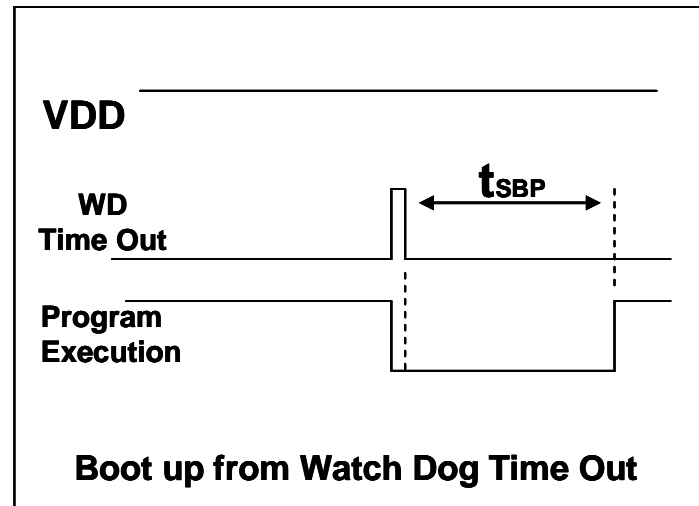 VDD
WD
Time Out
tSBP
Program
Execution
Boot up from Watch Dog Time Out